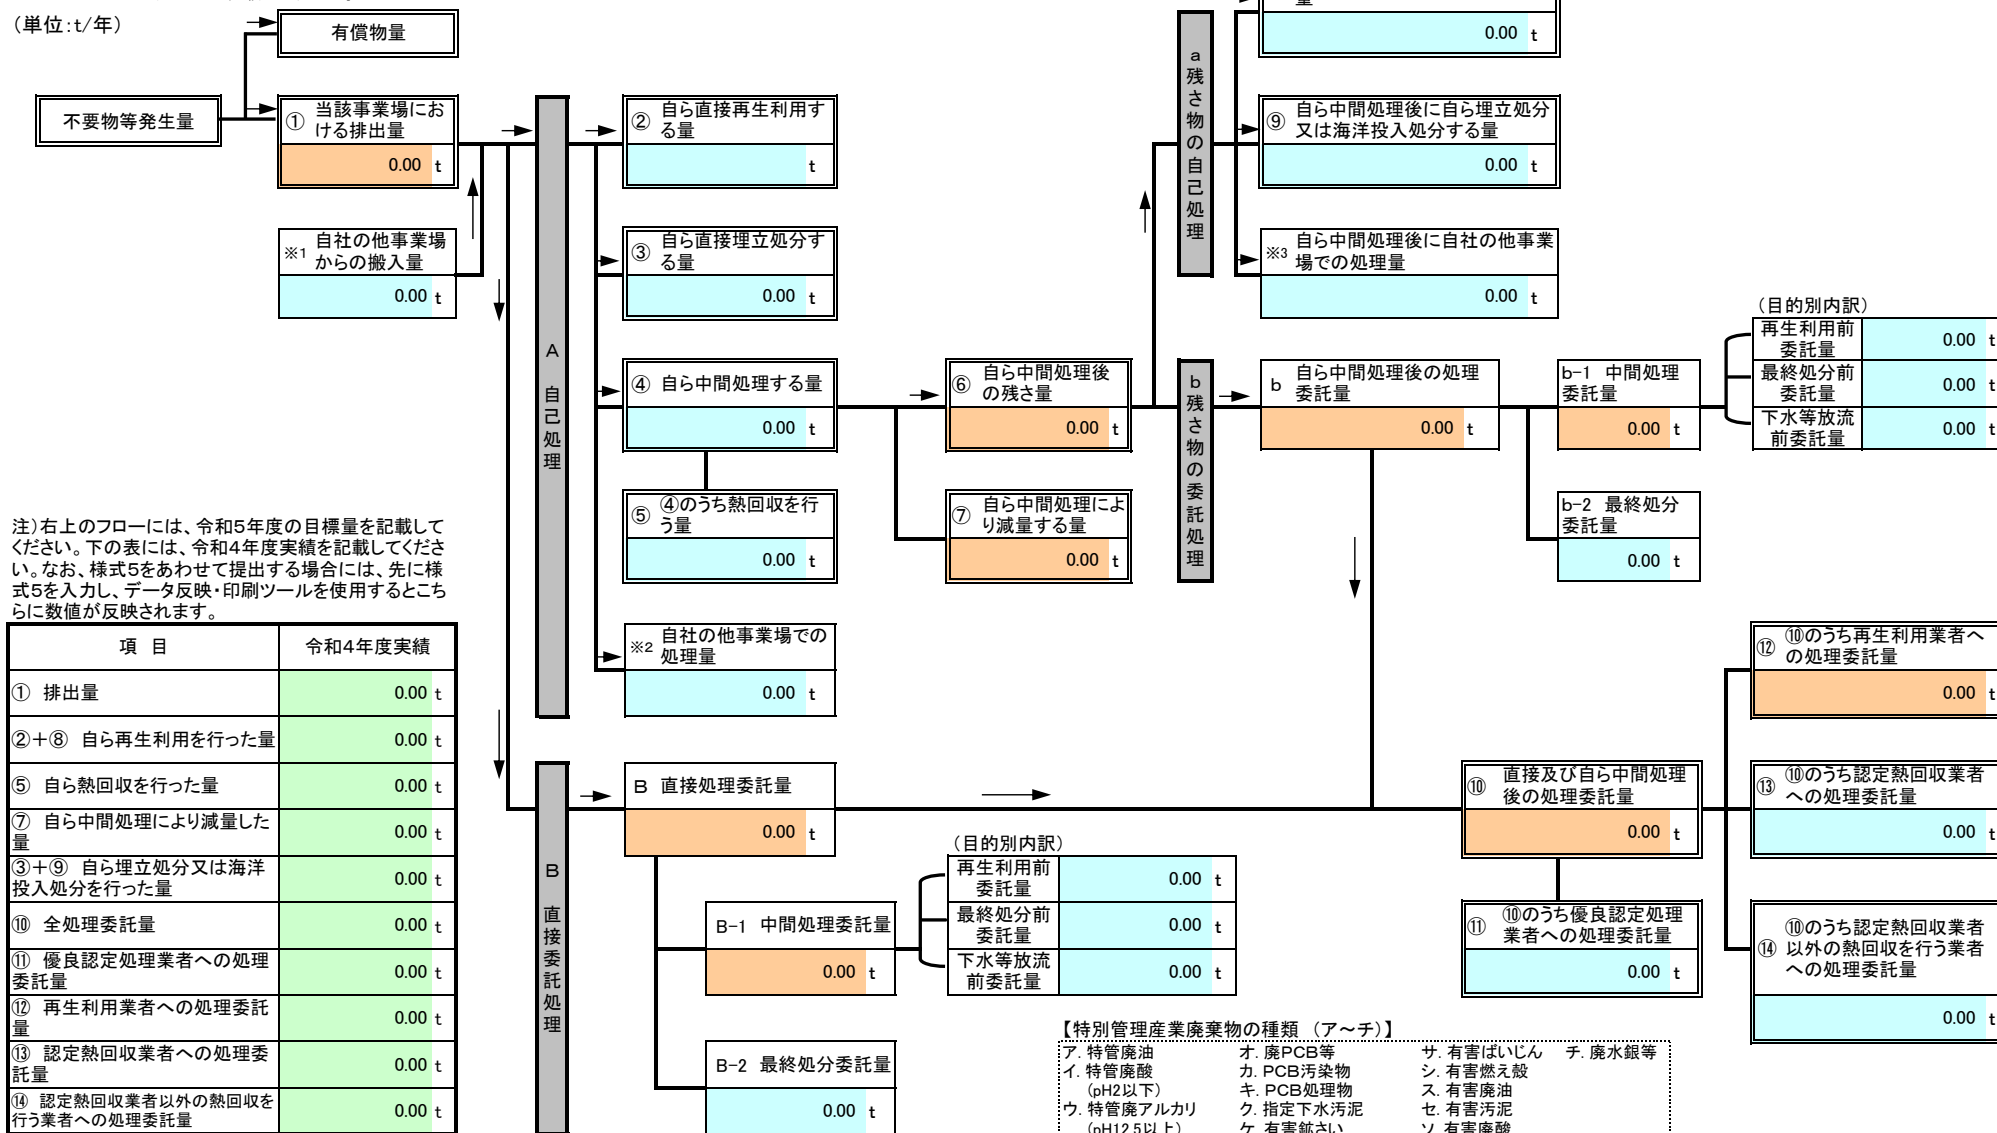 （単位：t/年）
有償物量
不要物等発生量
①
当該事業場にお
ける排出量
0.00 t
※1
自社の他事業場
からの搬入量
0.00 t
A 自己処理
②
自ら直接再生利用す
る量
t
③
自ら直接埋立処分す
る量
0.00 t
④ 自ら中間処理する量
0.00 t
⑤
④のうち熱回収を行
う量
0.00 t
※2
自社の他事業場での
処理量
0.00 t
⑥
自ら中間処理後
の残さ量
0.00 t
⑦
自ら中間処理によ
り減量する量
0.00 t
a残さ物の自己処理
量
0.00 t
⑨
自ら中間処理後に自ら埋立処分
又は海洋投入処分する量
0.00 t
※3
自ら中間処理後に自社の他事業
場での処理量
0.00 t
b残さ物の委託処理
b
自ら中間処理後の処理
委託量
0.00 t
b-1 中間処理
委託量
0.00 t
b-2 最終処分
委託量
0.00 t
（目的別内訳）
再生利用前
委託量
0.00 t
最終処分前
委託量
0.00 t
下水等放流
前委託量
0.00 t
注）右上のフローには、令和5年度の目標量を記載して
ください。下の表には、令和4年度実績を記載してくださ
い。なお、様式5をあわせて提出する場合には、先に様
式5を入力し、データ反映・印刷ツールを使用するとこち
らに数値が反映されます。
項 目 令和4年度実績
① 排出量 0.00 t
②＋⑧ 自ら再生利用を行った量 0.00 t
⑤ 自ら熱回収を行った量 0.00 t
⑦ 自ら中間処理により減量した
量
0.00 t
③＋⑨ 自ら埋立処分又は海洋
投入処分を行った量
0.00 t
⑩ 全処理委託量 0.00 t
⑪ 優良認定処理業者への処理
委託量
0.00 t
⑫ 再生利用業者への処理委託
量
0.00 t
⑬ 認定熱回収業者への処理委
託量
0.00 t
⑭ 認定熱回収業者以外の熱回収を
行う業者への処理委託量
0.00 t
B 直接委託処理
B 直接処理委託量
0.00 t
B-1 中間処理委託量
0.00 t
B-2 最終処分委託量
0.00 t
（目的別内訳）
再生利用前
委託量
0.00 t
最終処分前
委託量
0.00 t
下水等放流
前委託量
0.00 t
⑩
直接及び自ら中間処理
後の処理委託量
0.00 t
⑪
⑩のうち優良認定処理
業者への処理委託量
0.00 t
⑫
⑩のうち再生利用業者へ
の処理委託量
0.00 t
⑬
⑩のうち認定熱回収業者
への処理委託量
0.00 t
⑭
⑩のうち認定熱回収業者
以外の熱回収を行う業者
への処理委託量
0.00 t
【特別管理産業廃棄物の種類 （ア～チ）】
ア. 特管廃油 オ. 廃PCB等 サ. 有害ばいじん チ. 廃水銀等
イ. 特管廃酸 カ. PCB汚染物 シ. 有害燃え殻
（pH2以下） キ. PCB処理物 ス. 有害廃油
ウ. 特管廃アルカリ ク. 指定下水汚泥 セ. 有害汚泥
（pH12.5以上） ケ. 有害鉱さい ソ. 有害廃酸